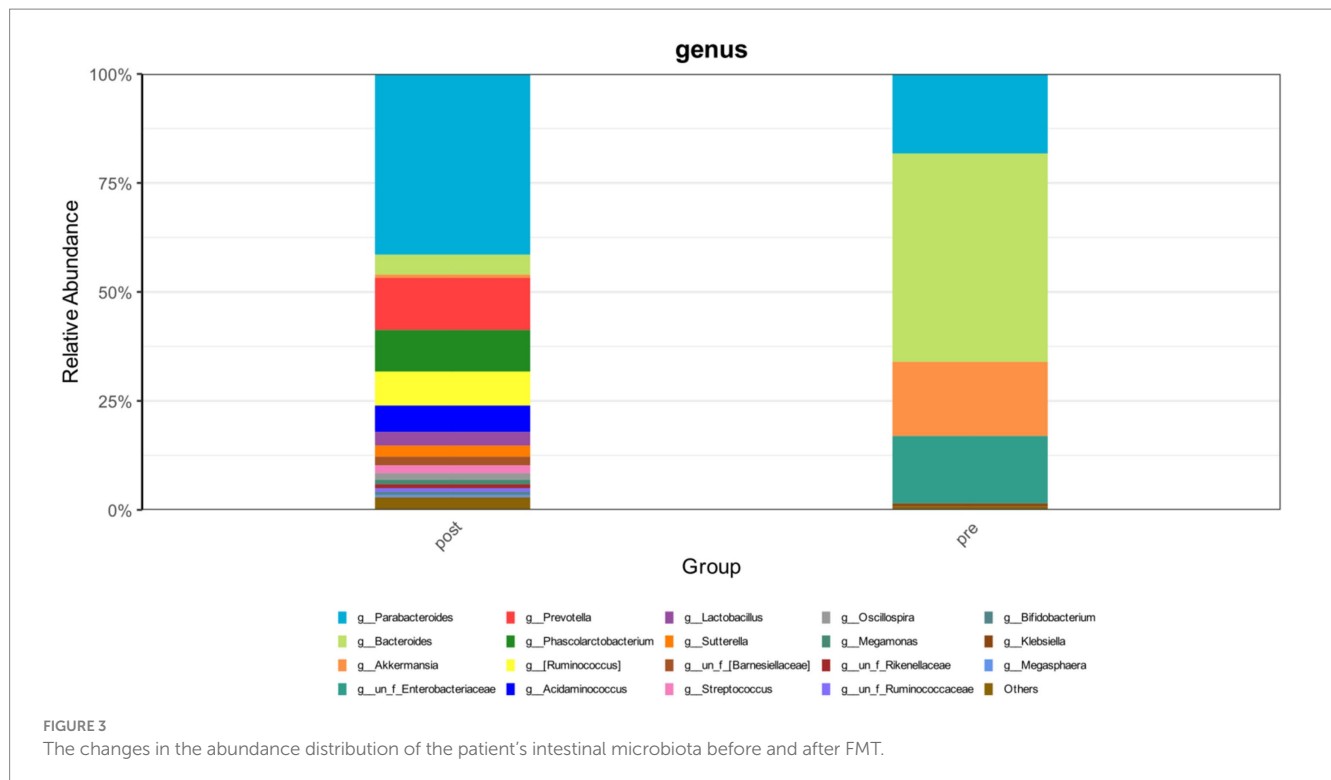 genus
100%
75%
50%
25%
0%
Relative Abundance
post
pre
Group
g__Parabacteroides
g__Prevotella
g__Lactobacillus
g__Oscillospira
g__Bifidobacterium
g__Bacteroides
g__Phascolarctobacterium
g__Sutterella
g__Megamonas
g__Klebsiella
g__Akkermansia
g__[Ruminococcus]
g__un_f_[Barnesiellaceae]
g__un_f_Rikenellaceae
g__Megasphaera
g__un_f_Enterobacteriaceae
g__Acidaminococcus
g__Streptococcus
g__un_f_Ruminococcaceae
Others
FIGURE 3
The changes in the abundance distribution of the patient's intestinal microbiota before and after FMT.